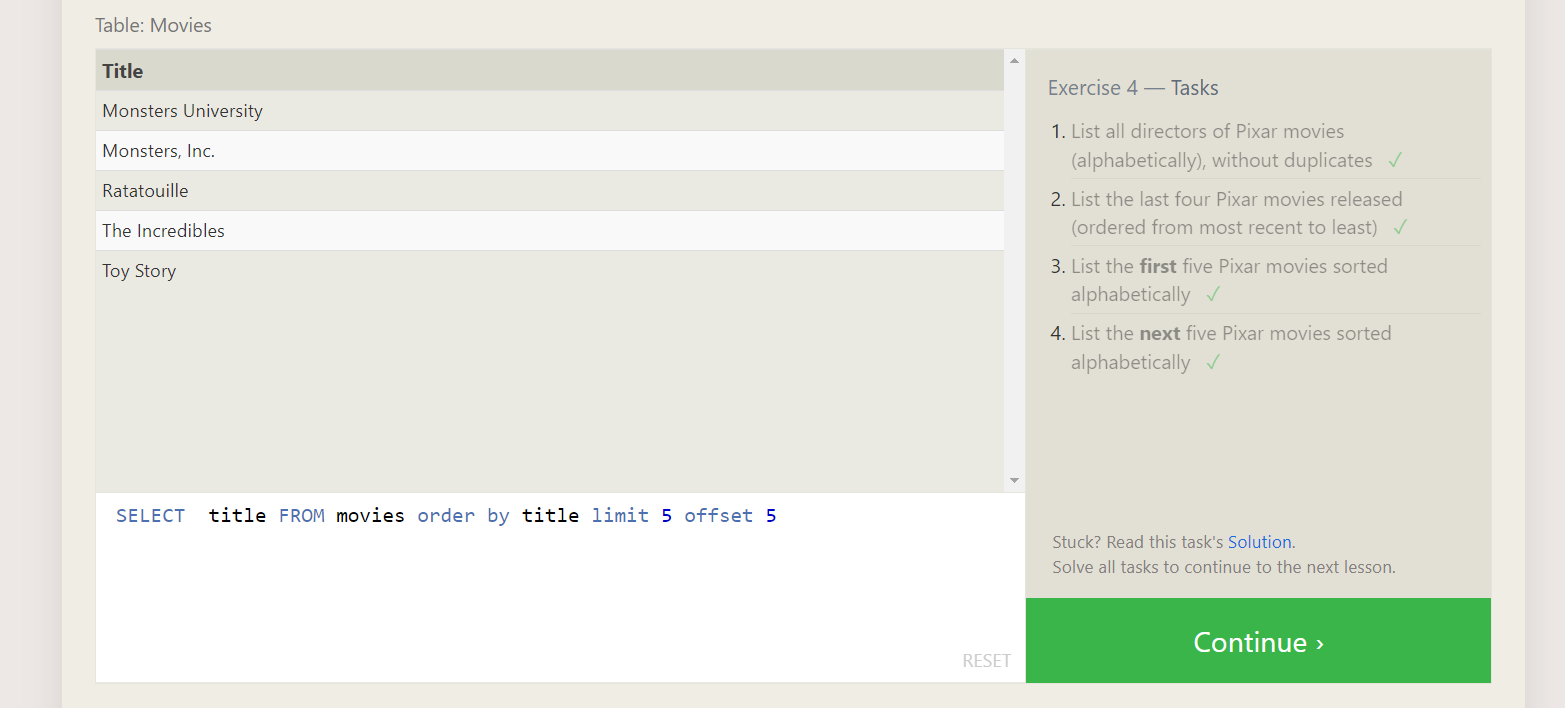 Table: Movies
Title
Monsters University
Monsters, Inc.
Ratatouille
The Incredibles
Toy Story
SELECT  title FROM movies order by title limit 5 offset 5
RESET
Exercise 4 — Tasks
1. List all directors of Pixar movies
(alphabetically), without duplicates ✓
2. List the last four Pixar movies released
(ordered from most recent to least) ✓
3. List the first five Pixar movies sorted
alphabetically ✓
4. List the next five Pixar movies sorted
alphabetically ✓
Stuck? Read this task's Solution.
Solve all tasks to continue to the next lesson.
Continue ›